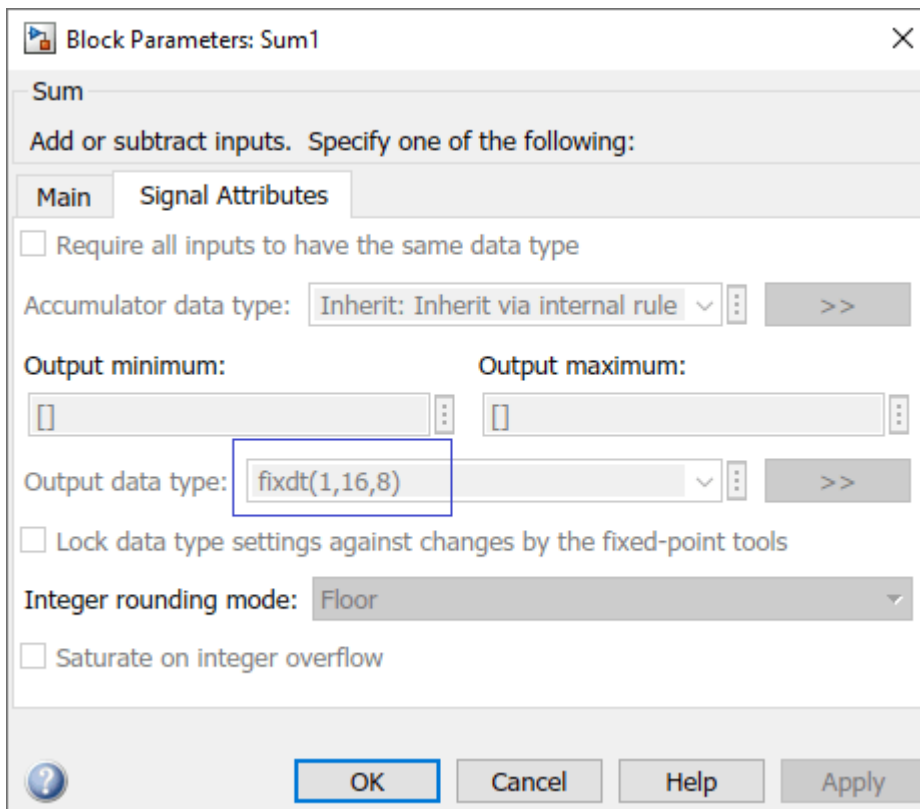 Block Parameters: Sum1
Sum
Add or subtract inputs.  Specify one of the following:
Main Signal Attributes
Require all inputs to have the same data type
Accumulator data type: Inherit: Inherit via internal rule >>
Output minimum: Output maximum:
[] []
Output data type: fixdt(1,16,8) >>
Lock data type settings against changes by the fixed-point tools
Integer rounding mode: Floor
Saturate on integer overflow
? OK Cancel Help Apply